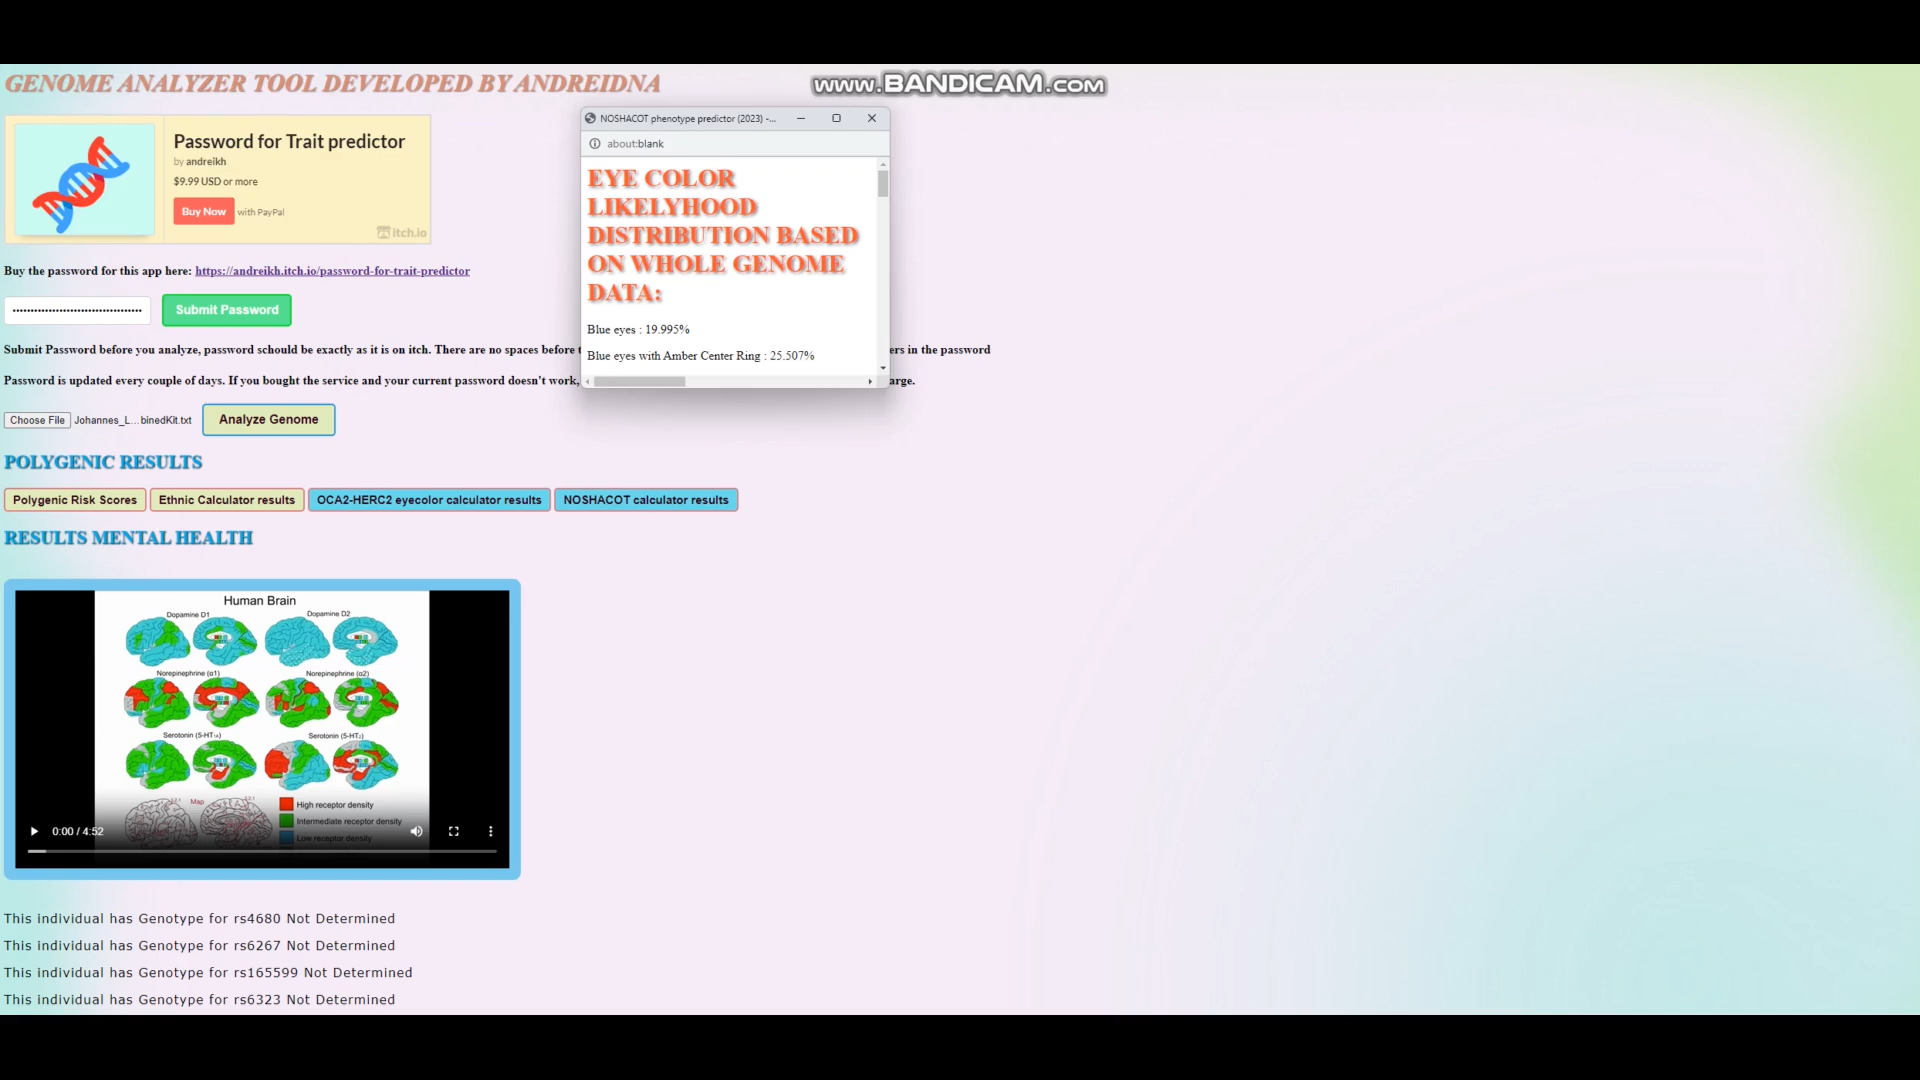 GENOME ANALYZER TOOL DEVELOPED BY ANDREIDNA
www.BANDICAM.com
Password for Trait predictor
by andreikh
$9.99 USD or more
Buy Now with PayPal
itch.io
Buy the password for this app here: https://andreikh.itch.io/password-for-trait-predictor
Submit Password
Submit Password before you analyze, password schould be exactly as it is on itch. There are no spaces before
ers in the password
Password is updated every couple of days. If you bought the service and your current password doesn't work,
arge.
Choose File Johannes_L...binedKit.txt Analyze Genome
POLYGENIC RESULTS
Polygenic Risk Scores Ethnic Calculator results OCA2-HERC2 eyecolor calculator results NOSHACOT calculator results
RESULTS MENTAL HEALTH
NOSHACOT phenotype predictor (2023) -...
about:blank
EYE COLOR
LIKELYHOOD
DISTRIBUTION BASED
ON WHOLE GENOME
DATA:
Blue eyes : 19.995%
Blue eyes with Amber Center Ring : 25.507%
Human Brain
Dopamine D1 Dopamine D2
Norepinephrine (α1) Norepinephrine (α2)
Serotonin (5-HT1A) Serotonin (5-HT2)
Map
High receptor density
Intermediate receptor density
Low receptor density
0:00 / 4:52
This individual has Genotype for rs4680 Not Determined
This individual has Genotype for rs6267 Not Determined
This individual has Genotype for rs165599 Not Determined
This individual has Genotype for rs6323 Not Determined